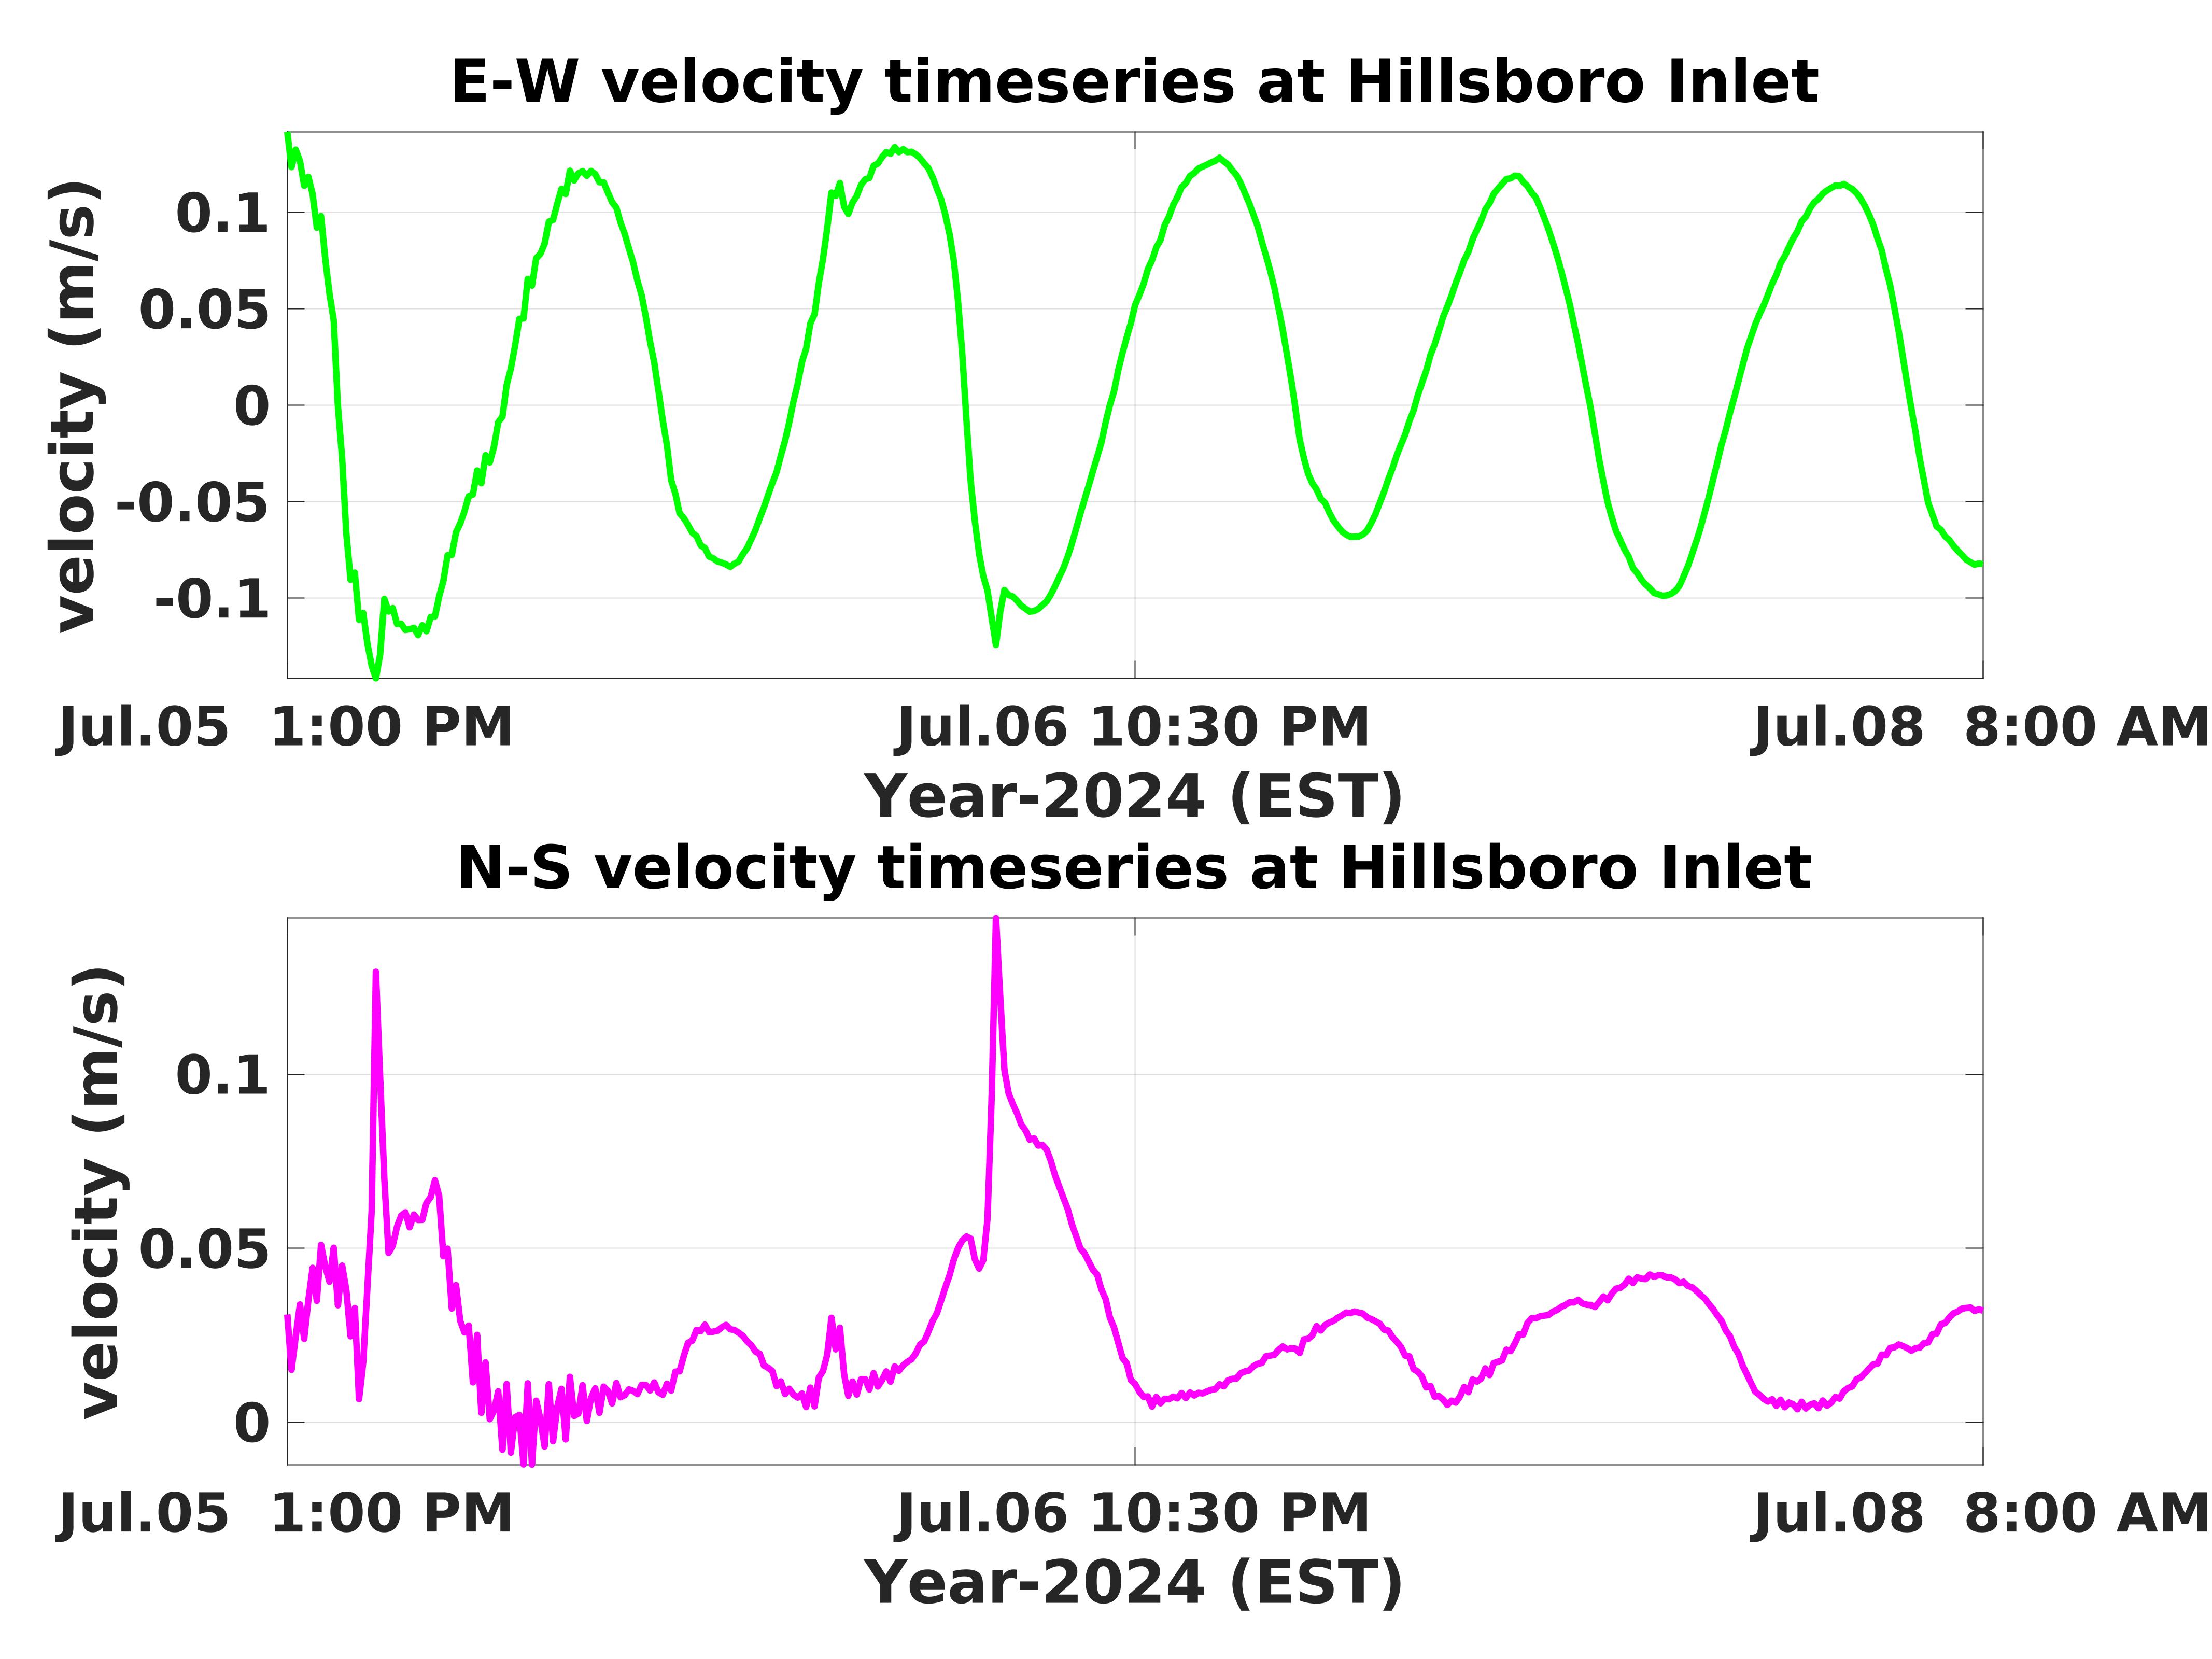 E-W velocity timeseries at Hillsboro Inlet
velocity (m/s)
0.1
0.05
0
-0.05
-0.1
Jul.05  1:00 PM
Jul.06 10:30 PM
Jul.08  8:00 AM
Year-2024 (EST)
N-S velocity timeseries at Hillsboro Inlet
velocity (m/s)
0.1
0.05
0
Jul.05  1:00 PM
Jul.06 10:30 PM
Jul.08  8:00 AM
Year-2024 (EST)